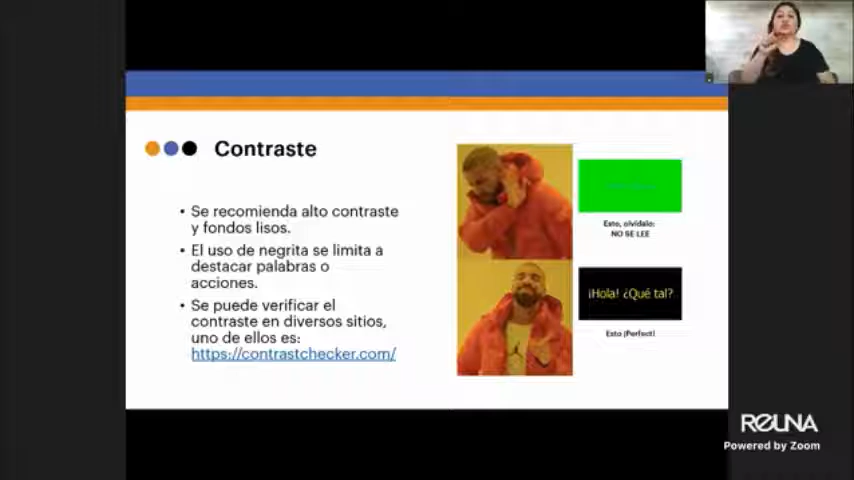 Contraste
• Se recomienda alto contraste
y fondos lisos.
• El uso de negrita se limita a
destacar palabras o
acciones.
• Se puede verificar el
contraste en diversos sitios,
uno de ellos es:
https://contrastchecker.com/
Esto, olvídalo:
NO SE LEE
¡Hola! ¿Qué tal?
Esto ¡Perfect!
REUNA
Powered by Zoom